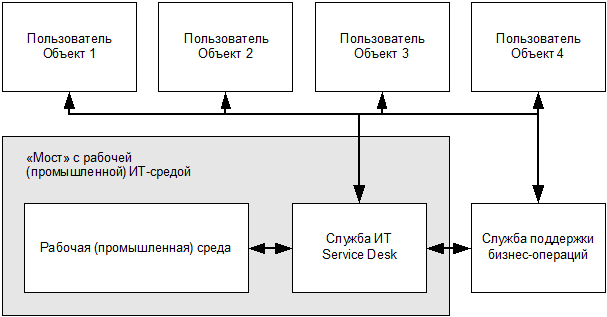 Пользователь
Объект 1
Пользователь
Объект 2
Пользователь
Объект 3
Пользователь
Объект 4
«Мост» с рабочей
(промышленной) ИТ-средой
Рабочая (промышленная) среда
Служба ИТ
Service Desk
Служба поддержки
бизнес-операций